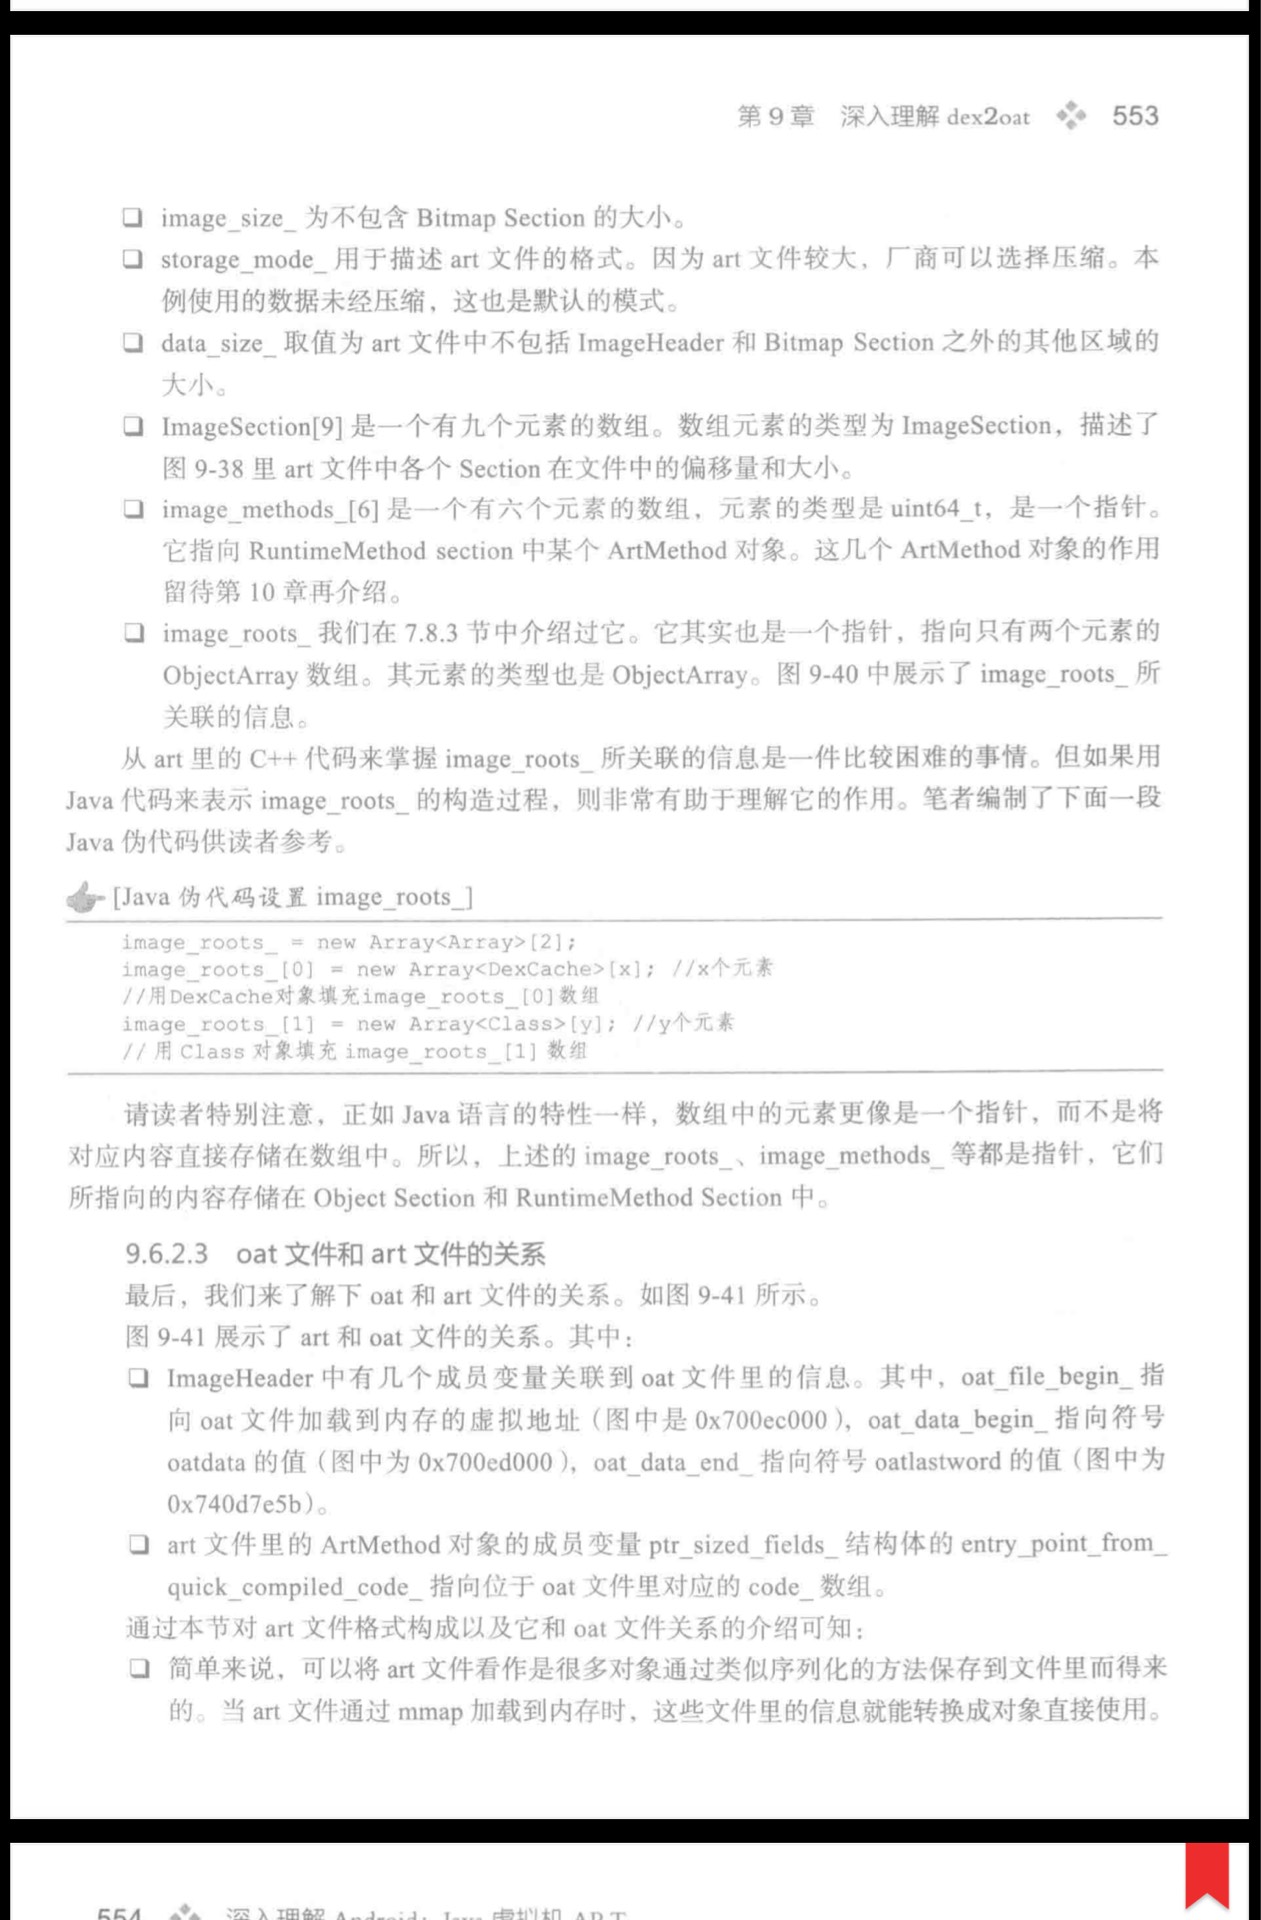 第 9 章 深入理解 dex2oat 553
❑ image_size_ 为不包含 Bitmap Section 的大小。
❑ storage_mode_ 用于描述 art 文件的格式。因为 art 文件较大，厂商可以选择压缩。本
例使用的数据未经压缩，这也是默认的模式。
❑ data_size_ 取值为 art 文件中不包括 ImageHeader 和 Bitmap Section 之外的其他区域的
大小。
❑ ImageSection[9] 是一个有九个元素的数组。数组元素的类型为 ImageSection，描述了
图 9-38 里 art 文件中各个 Section 在文件中的偏移量和大小。
❑ image_methods_[6] 是一个有六个元素的数组，元素的类型是 uint64_t，是一个指针。
它指向 RuntimeMethod section 中某个 ArtMethod 对象。这几个 ArtMethod 对象的作用
留待第 10 章再介绍。
❑ image_roots_ 我们在 7.8.3 节中介绍过它。它其实也是一个指针，指向只有两个元素的
ObjectArray 数组。其元素的类型也是 ObjectArray。图 9-40 中展示了 image_roots_ 所
关联的信息。
从 art 里的 C++ 代码来掌握 image_roots_ 所关联的信息是一件比较困难的事情。但如果用
Java 代码来表示 image_roots_ 的构造过程，则非常有助于理解它的作用。笔者编制了下面一段
Java 伪代码供读者参考。
[Java 伪代码设置 image_roots_]
image_roots_ = new Array<Array>[2];
image_roots_[0] = new Array<DexCache>[x]; //x个元素
//用DexCache对象填充image_roots_[0]数组
image_roots_[1] = new Array<Class>[y]; //y个元素
// 用 Class 对象填充 image_roots_[1] 数组
请读者特别注意，正如 Java 语言的特性一样，数组中的元素更像是一个指针，而不是将
对应内容直接存储在数组中。所以，上述的 image_roots_、image_methods_ 等都是指针，它们
所指向的内容存储在 Object Section 和 RuntimeMethod Section 中。
9.6.2.3 oat 文件和 art 文件的关系
最后，我们来了解下 oat 和 art 文件的关系。如图 9-41 所示。
图 9-41 展示了 art 和 oat 文件的关系。其中：
❑ ImageHeader 中有几个成员变量关联到 oat 文件里的信息。其中，oat_file_begin_ 指
向 oat 文件加载到内存的虚拟地址（图中是 0x700ec000），oat_data_begin_ 指向符号
oatdata 的值（图中为 0x700ed000），oat_data_end_ 指向符号 oatlastword 的值（图中为
0x740d7e5b）。
❑ art 文件里的 ArtMethod 对象的成员变量 ptr_sized_fields_ 结构体的 entry_point_from_
quick_compiled_code_ 指向位于 oat 文件里对应的 code_ 数组。
通过本节对 art 文件格式构成以及它和 oat 文件关系的介绍可知：
❑ 简单来说，可以将 art 文件看作是很多对象通过类似序列化的方法保存到文件里而得来
的。当 art 文件通过 mmap 加载到内存时，这些文件里的信息就能转换成对象直接使用。
554 深入理解 Android：Java 虚拟机 ART